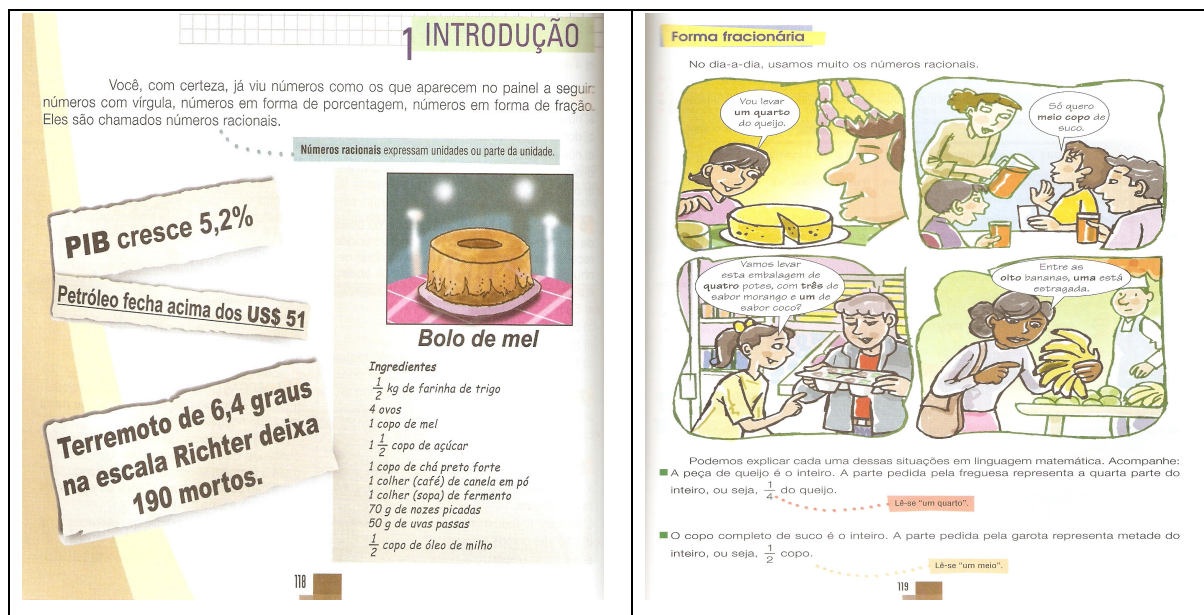 1 INTRODUÇÃO
Você, com certeza, já viu números como os que aparecem no painel a seguir:
números com vírgula, números em forma de porcentagem, números em forma de fração.
Eles são chamados números racionais.
Números racionais expressam unidades ou parte da unidade.
PIB cresce 5,2%
Petróleo fecha acima dos US$ 51
Terremoto de 6,4 graus
na escala Richter deixa
190 mortos.
Bolo de mel
Ingredientes
1/2 kg de farinha de trigo
4 ovos
1 copo de mel
1 1/2 copo de açúcar
1 copo de chá preto forte
1 colher (café) de canela em pó
1 colher (sopa) de fermento
70 g de nozes picadas
50 g de uvas passas
1/2 copo de óleo de milho
118
Forma fracionária
No dia-a-dia, usamos muito os números racionais.
Vou levar
um quarto
do queijo.
Só quero
meio copo de
suco.
Vamos levar
esta embalagem de
quatro potes, com três de
sabor morango e um de
sabor coco?
Entre as
oito bananas, uma está
estragada.
Podemos explicar cada uma dessas situações em linguagem matemática. Acompanhe:
A peça de queijo é o inteiro. A parte pedida pela freguesa representa a quarta parte do
inteiro, ou seja, 1/4 do queijo.
Lê-se "um quarto".
O copo completo de suco é o inteiro. A parte pedida pela garota representa metade do
inteiro, ou seja, 1/2 copo.
Lê-se "um meio".
119